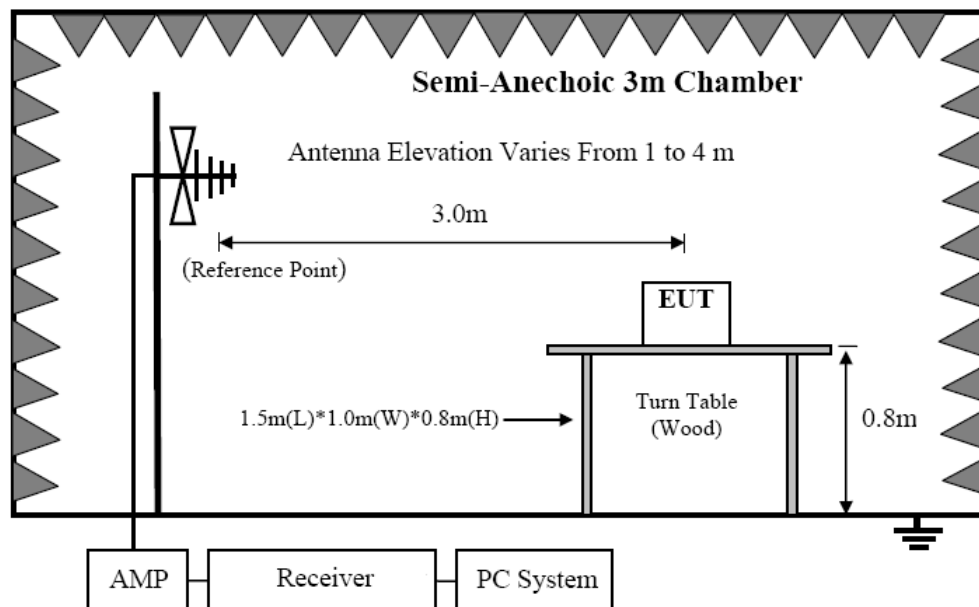 Semi-Anechoic 3m Chamber
Antenna Elevation Varies From 1 to 4 m
3.0m
(Reference Point)
EUT
1.5m(L)*1.0m(W)*0.8m(H)
Turn Table
(Wood)
0.8m
AMP
Receiver
PC System